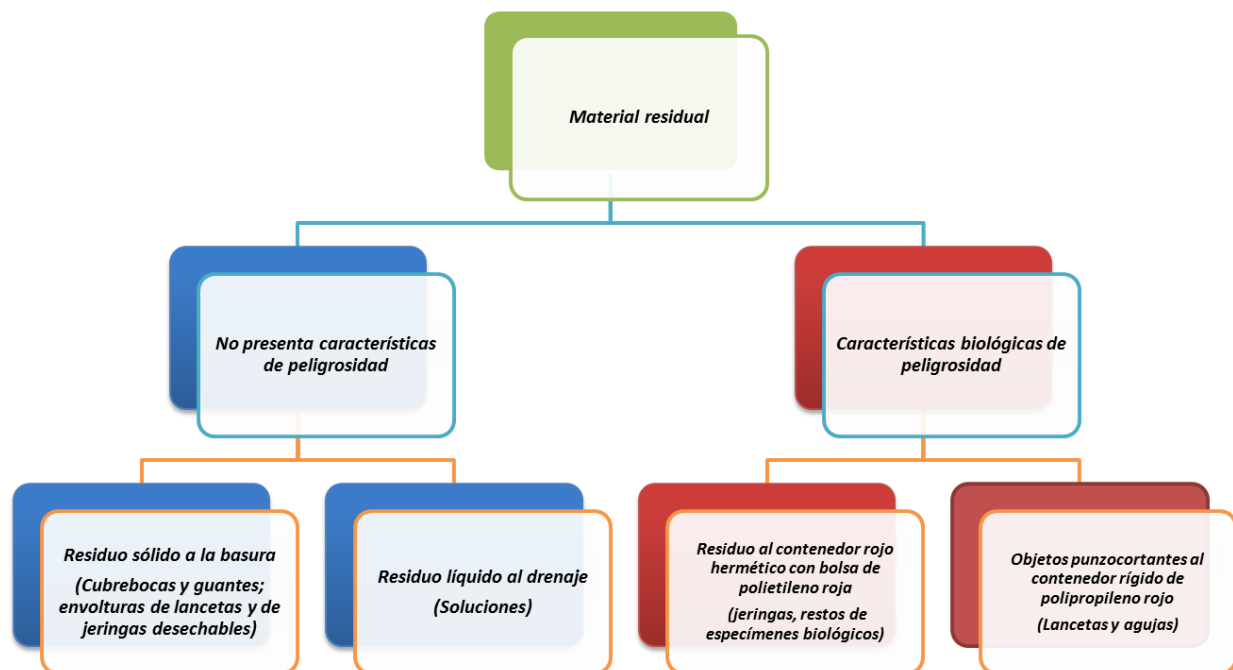 Material residual
No presenta características
de peligrosidad
Características biológicas de
peligrosidad
Residuo sólido a la basura
(Cubrebocas y guantes;
envolturas de lancetas y de
jeringas desechables)
Residuo líquido al drenaje
(Soluciones)
Residuo al contenedor rojo
hermético con bolsa de
polietileno roja
(jeringas, restos de
especímenes biológicos)
Objetos punzocortantes al
contenedor rígido de
polipropileno rojo
(Lancetas y agujas)